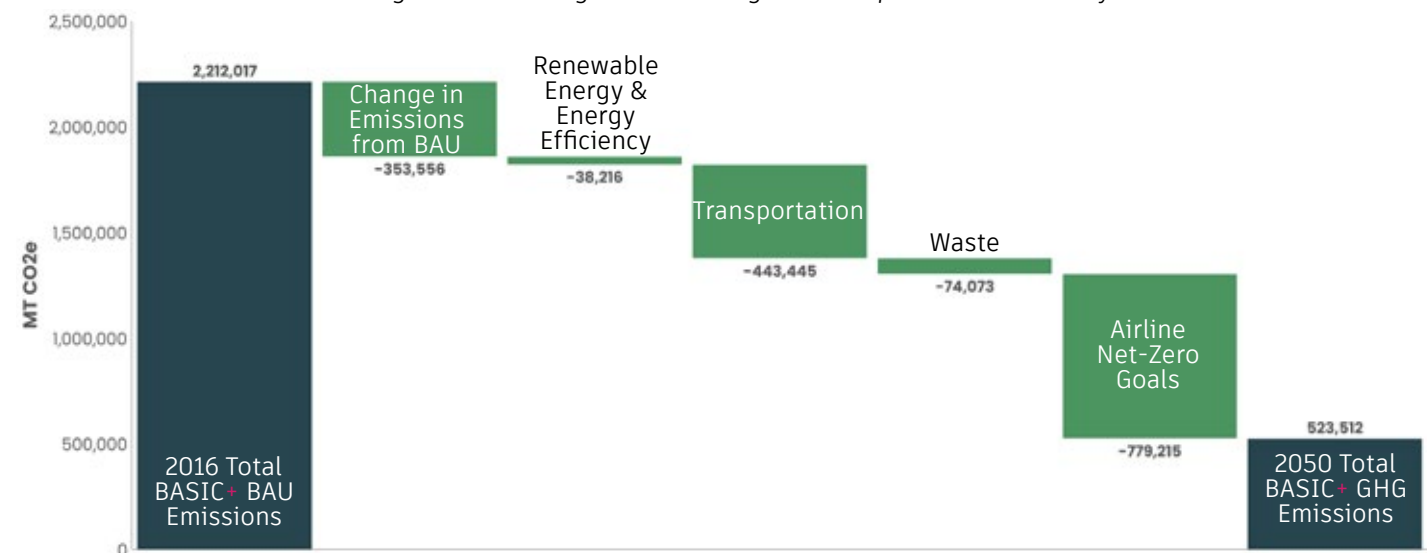 2,500,000
2,212,017
Renewable
Energy &
Energy
Efficiency
Change in
Emissions
from BAU
2,000,000
-353,556
-38,216
Transportation
1,500,000
Waste
-443,445
-74,073
MT CO2e
1,000,000
Airline
Net-Zero
Goals
500,000
523,512
-779,215
2016 Total
BASIC+ BAU
Emissions
2050 Total
BASIC+ GHG
Emissions
0